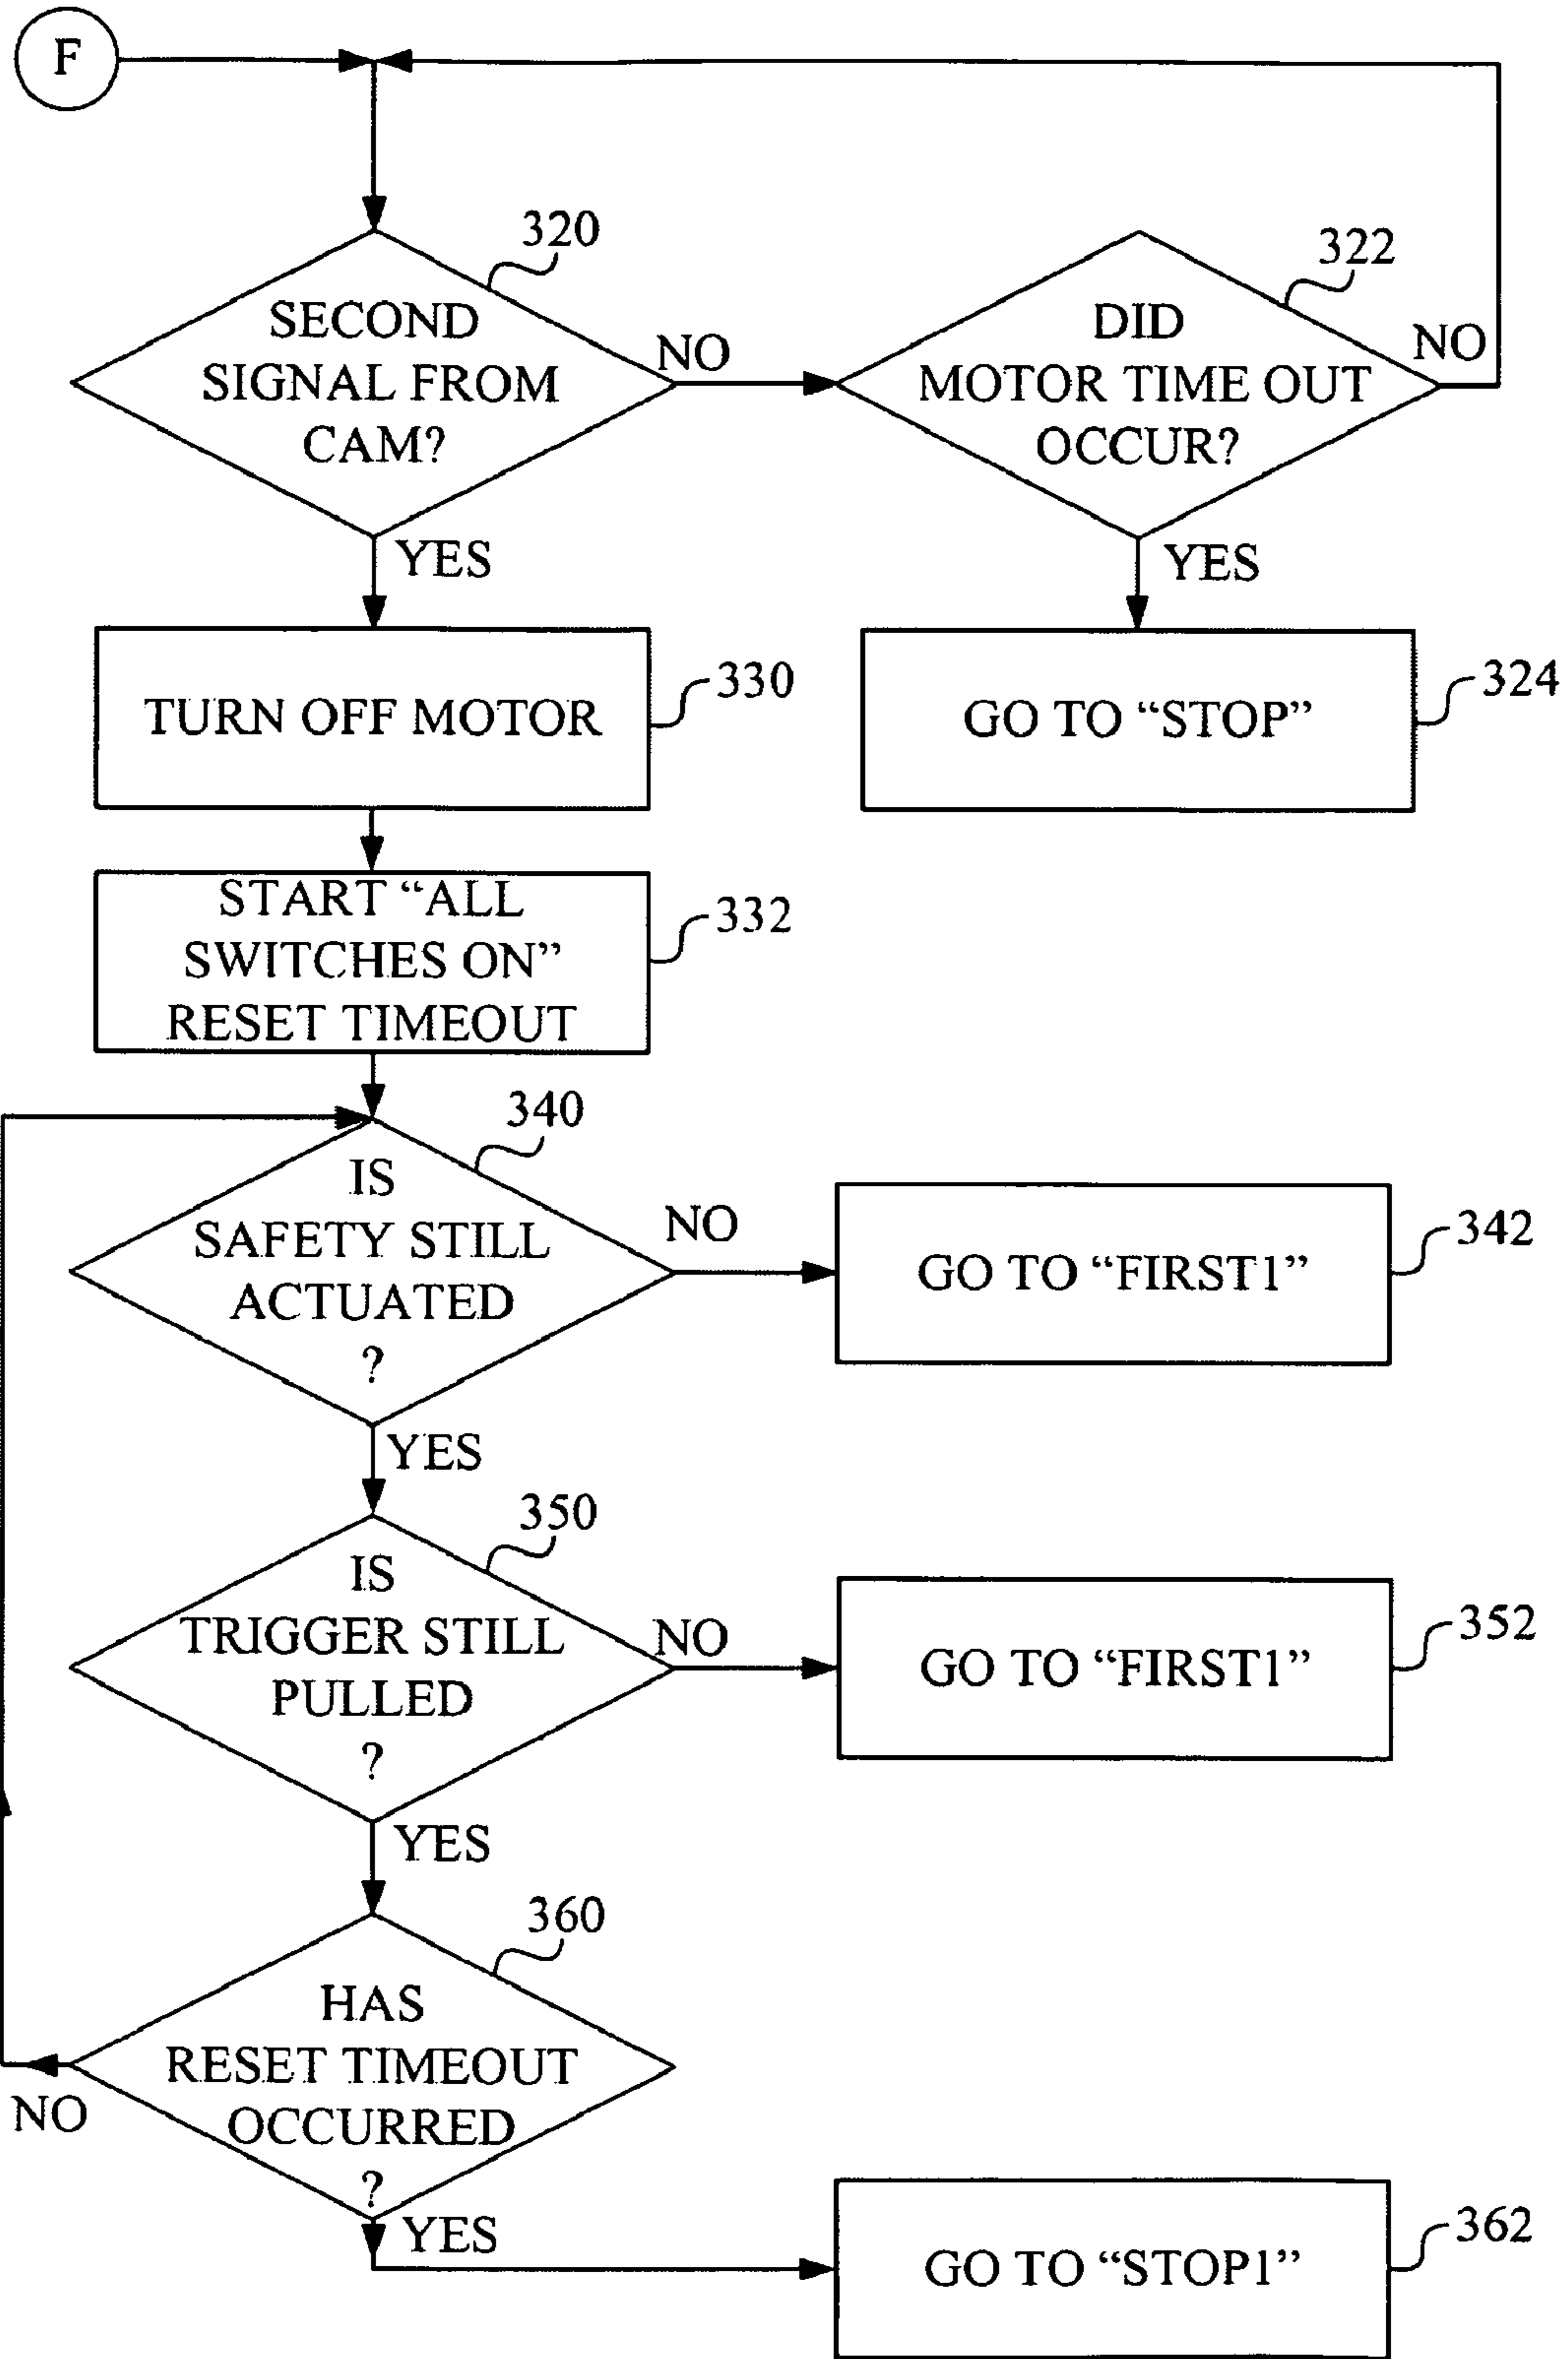 F
320
SECOND
SIGNAL FROM
CAM?
NO
322
DID
MOTOR TIME OUT
OCCUR?
NO
YES
YES
TURN OFF MOTOR
330
GO TO “STOP”
324
START “ALL
SWITCHES ON”
RESET TIMEOUT
332
340
IS
SAFETY STILL
ACTUATED
?
NO
GO TO “FIRST1”
342
YES
350
IS
TRIGGER STILL
PULLED
?
NO
GO TO “FIRST1”
352
YES
360
HAS
RESET TIMEOUT
OCCURRED
?
NO
YES
GO TO “STOP1”
362